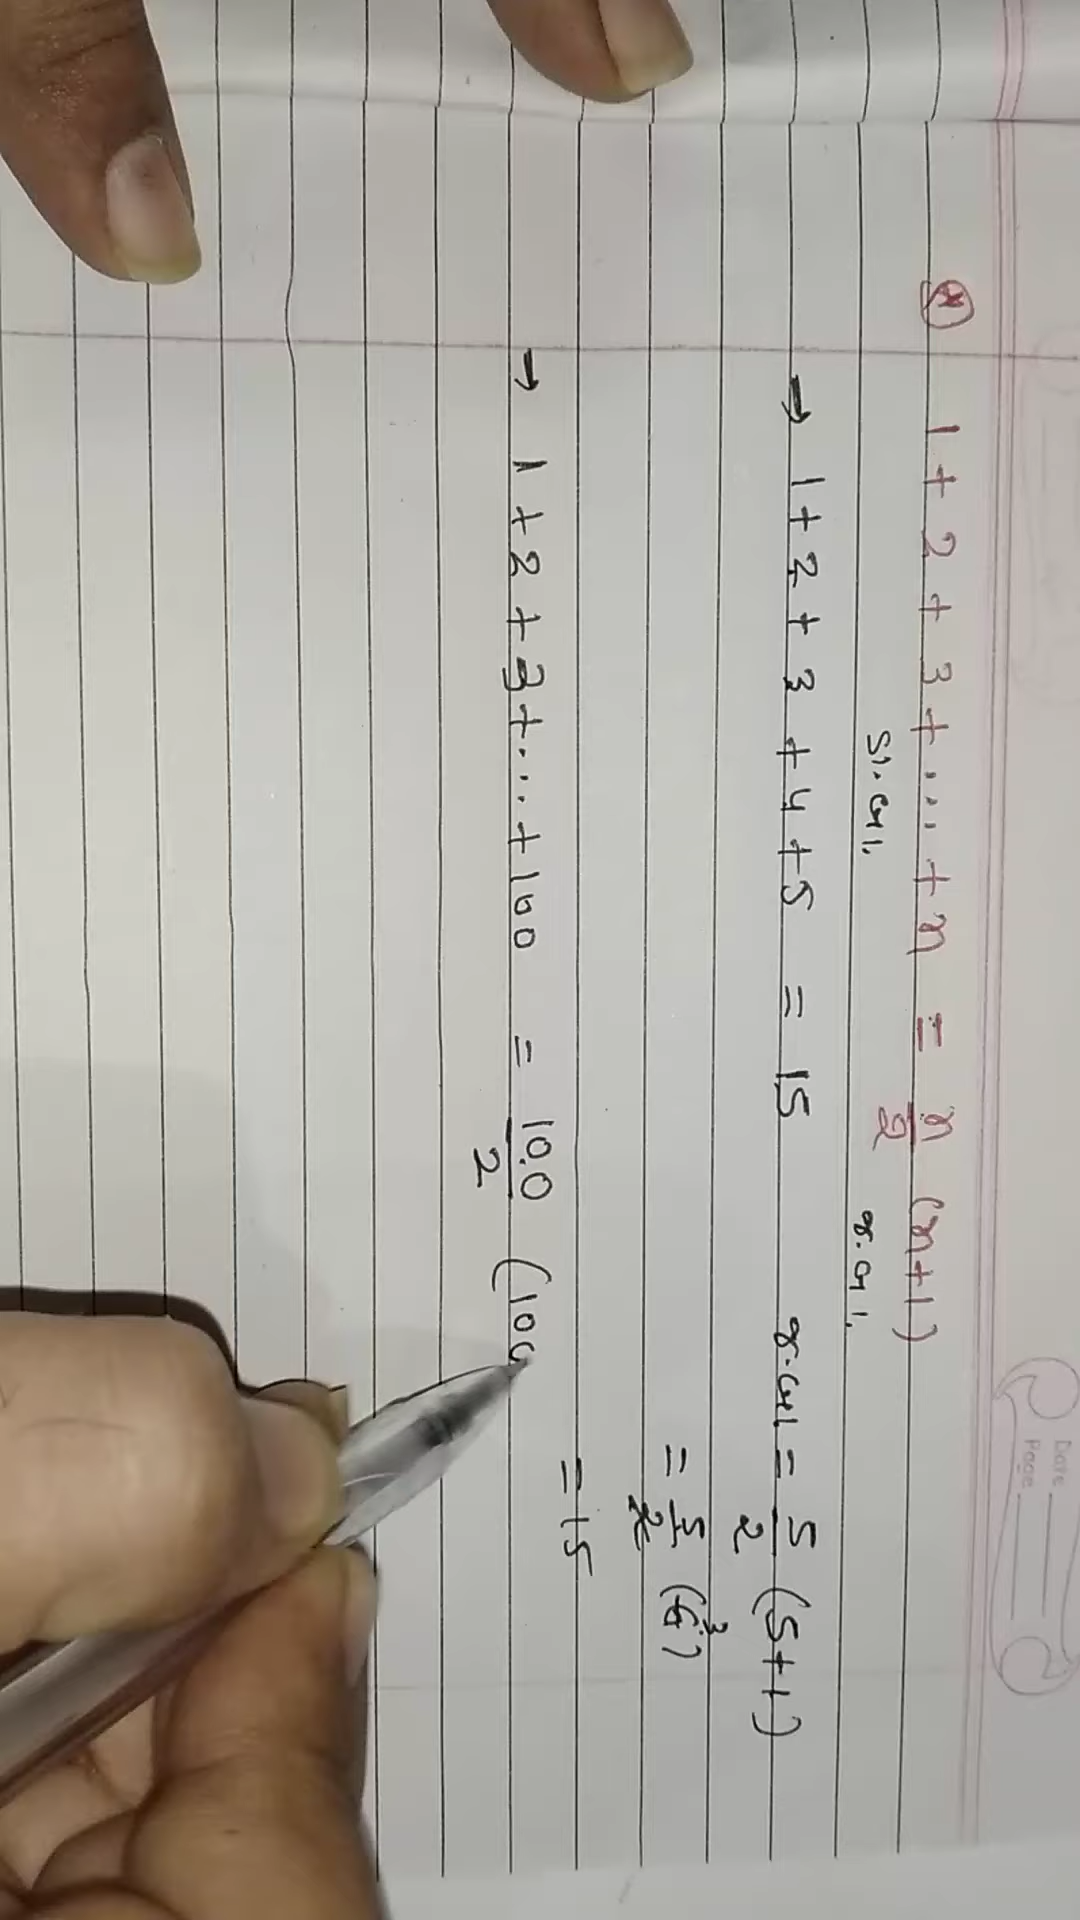 Date
Page
* 1 + 2 + 3 + ... + n = n/2 (n+1)
→ 1 + 2 + 3 + 4 + 5 = 15
= 5/2 (5+1)
= 5/2 (6) 3
= 15
→ 1 + 2 + 3 + ... + 100 = 100/2 (100